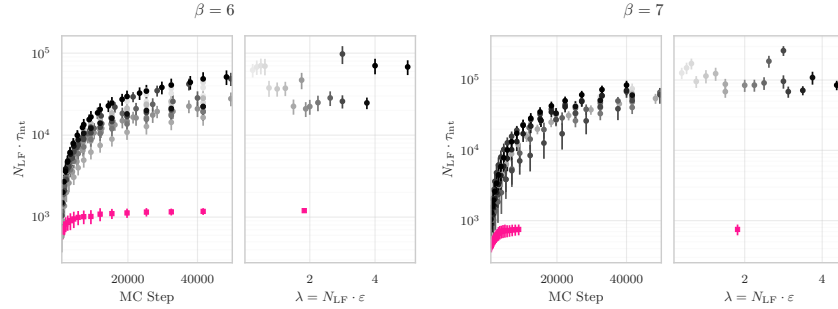 β = 6
N_LF · τ_int
10^5
10^4
10^3
20000
40000
MC Step
2
4
λ = N_LF · ε
β = 7
N_LF · τ_int
10^5
10^4
10^3
20000
40000
MC Step
2
4
λ = N_LF · ε